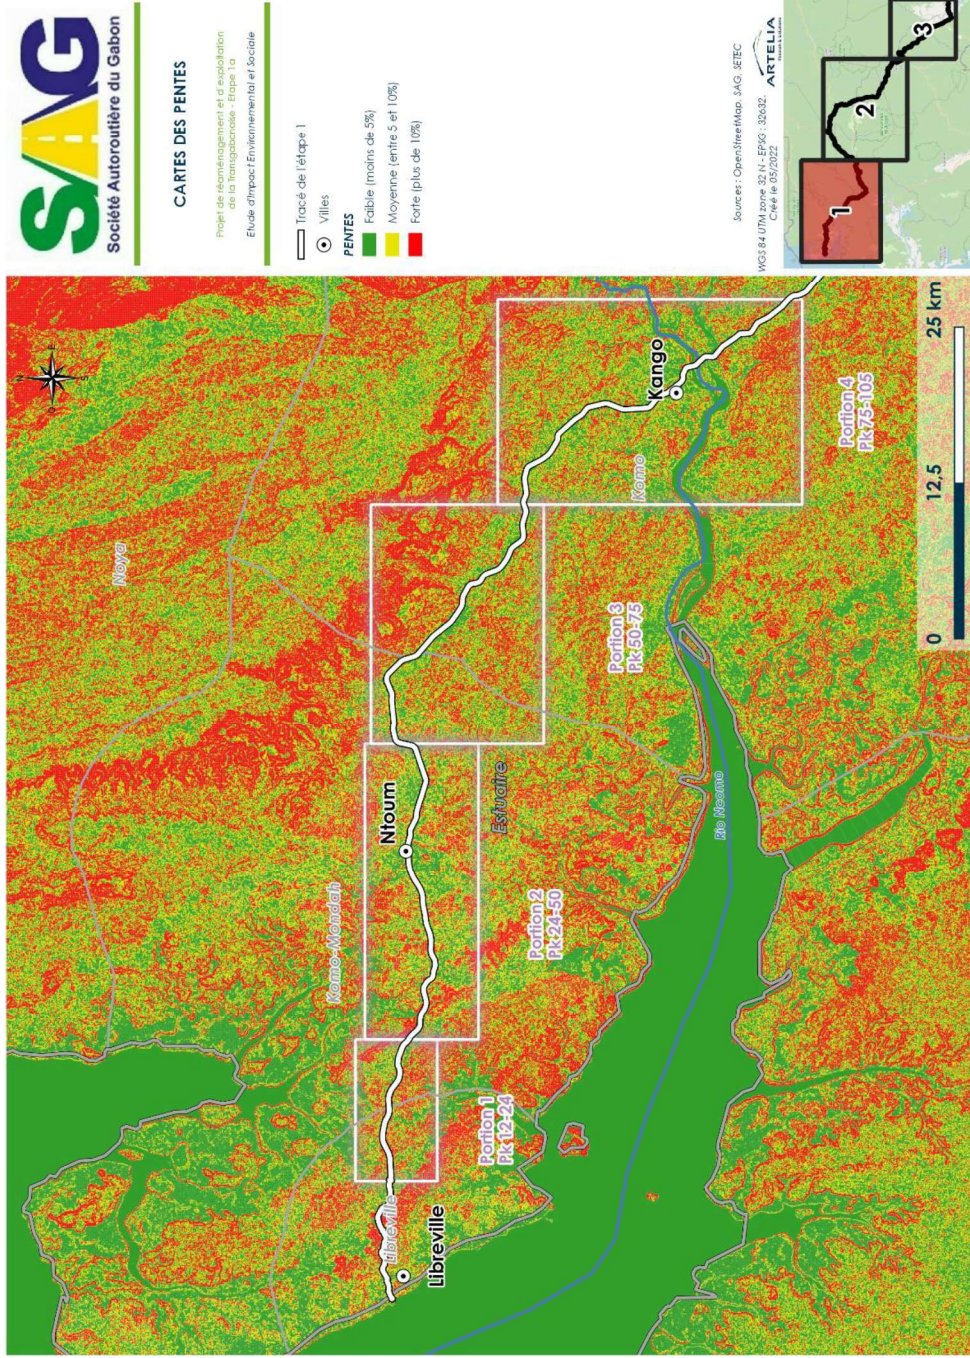 SAG
Société Autoroutière du Gabon
CARTES DES PENTES
Projet de réaménagement et d'exploitation
de la Transgabonaise - Etape 1a
Etude d'Impact Environnemental et Sociale
Tracé de l'étape 1
Villes
PENTES
Faible (moins de 5%)
Moyenne (entre 5 et 10%)
Forte (plus de 10%)
Sources : OpenStreetMap, SAG, SETEC
WGS 84 UTM zone 32 N - EPSG : 32632.
Créé le 05/2022
ARTELIA
1
2
3
Noya
Komo-Mondah
Ntoum
Estuaire
Komo
Kango
Libreville
Libreville
Portion 1
Pk 12-24
Portion 2
Pk 24-50
Portion 3
Pk 50-75
Portion 4
Pk 75-105
Rio Ncomo
0
12,5
25 km